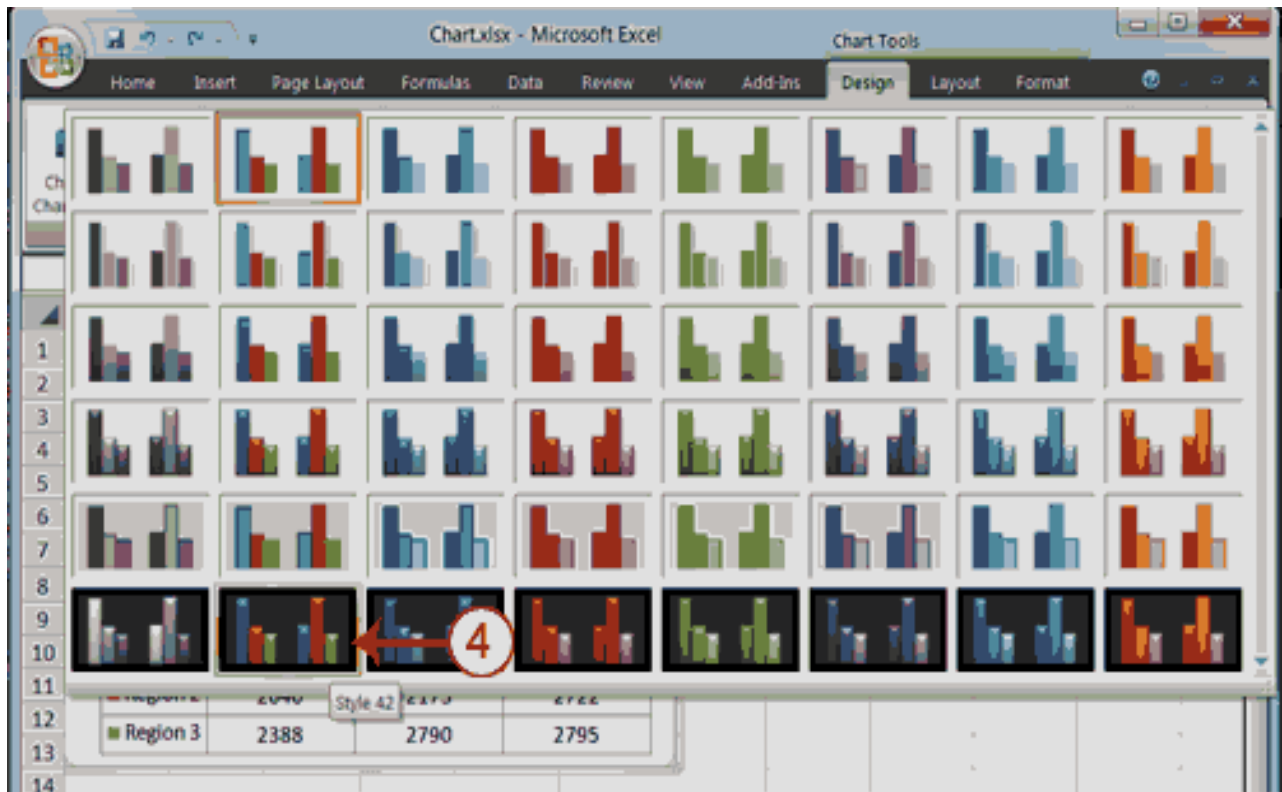 Chart.xlsx - Microsoft Excel
Chart Tools
Home Insert Page Layout Formulas Data Review View Add-Ins Design Layout Format
Ch
Cha
1
2
3
4
5
6
7
8
9
10
11
12
13
14
4
Style 42
Region 3 2388 2790 2795